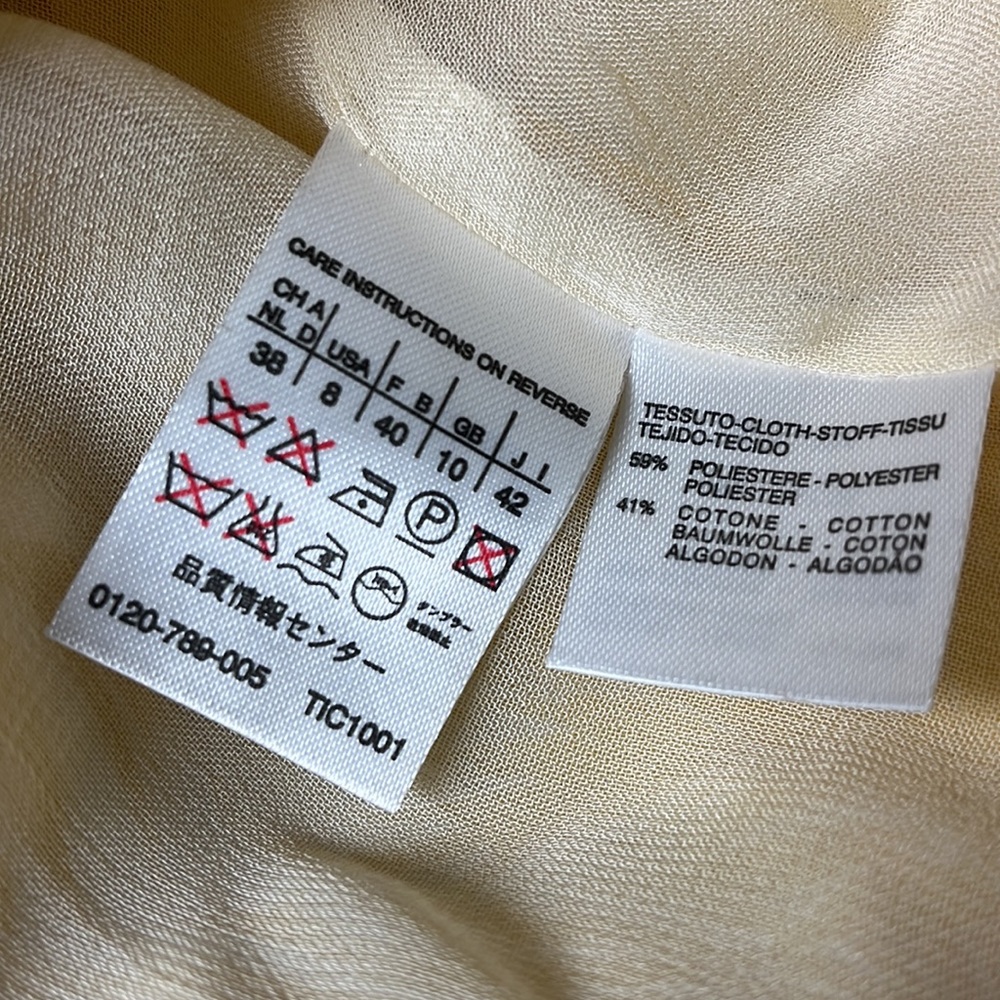 CARE INSTRUCTIONS ON REVERSE
CH A
NL D USA F B GB J I
38 8 40 10 42
P
品質情報センター
0120-789-005 TIC1001
TESSUTO-CLOTH-STOFF-TISSU
TEJIDO-TECIDO
59% POLIESTERE - POLYESTER
POLIESTER
41% COTONE - COTTON
BAUMWOLLE - COTON
ALGODON - ALGODÃO